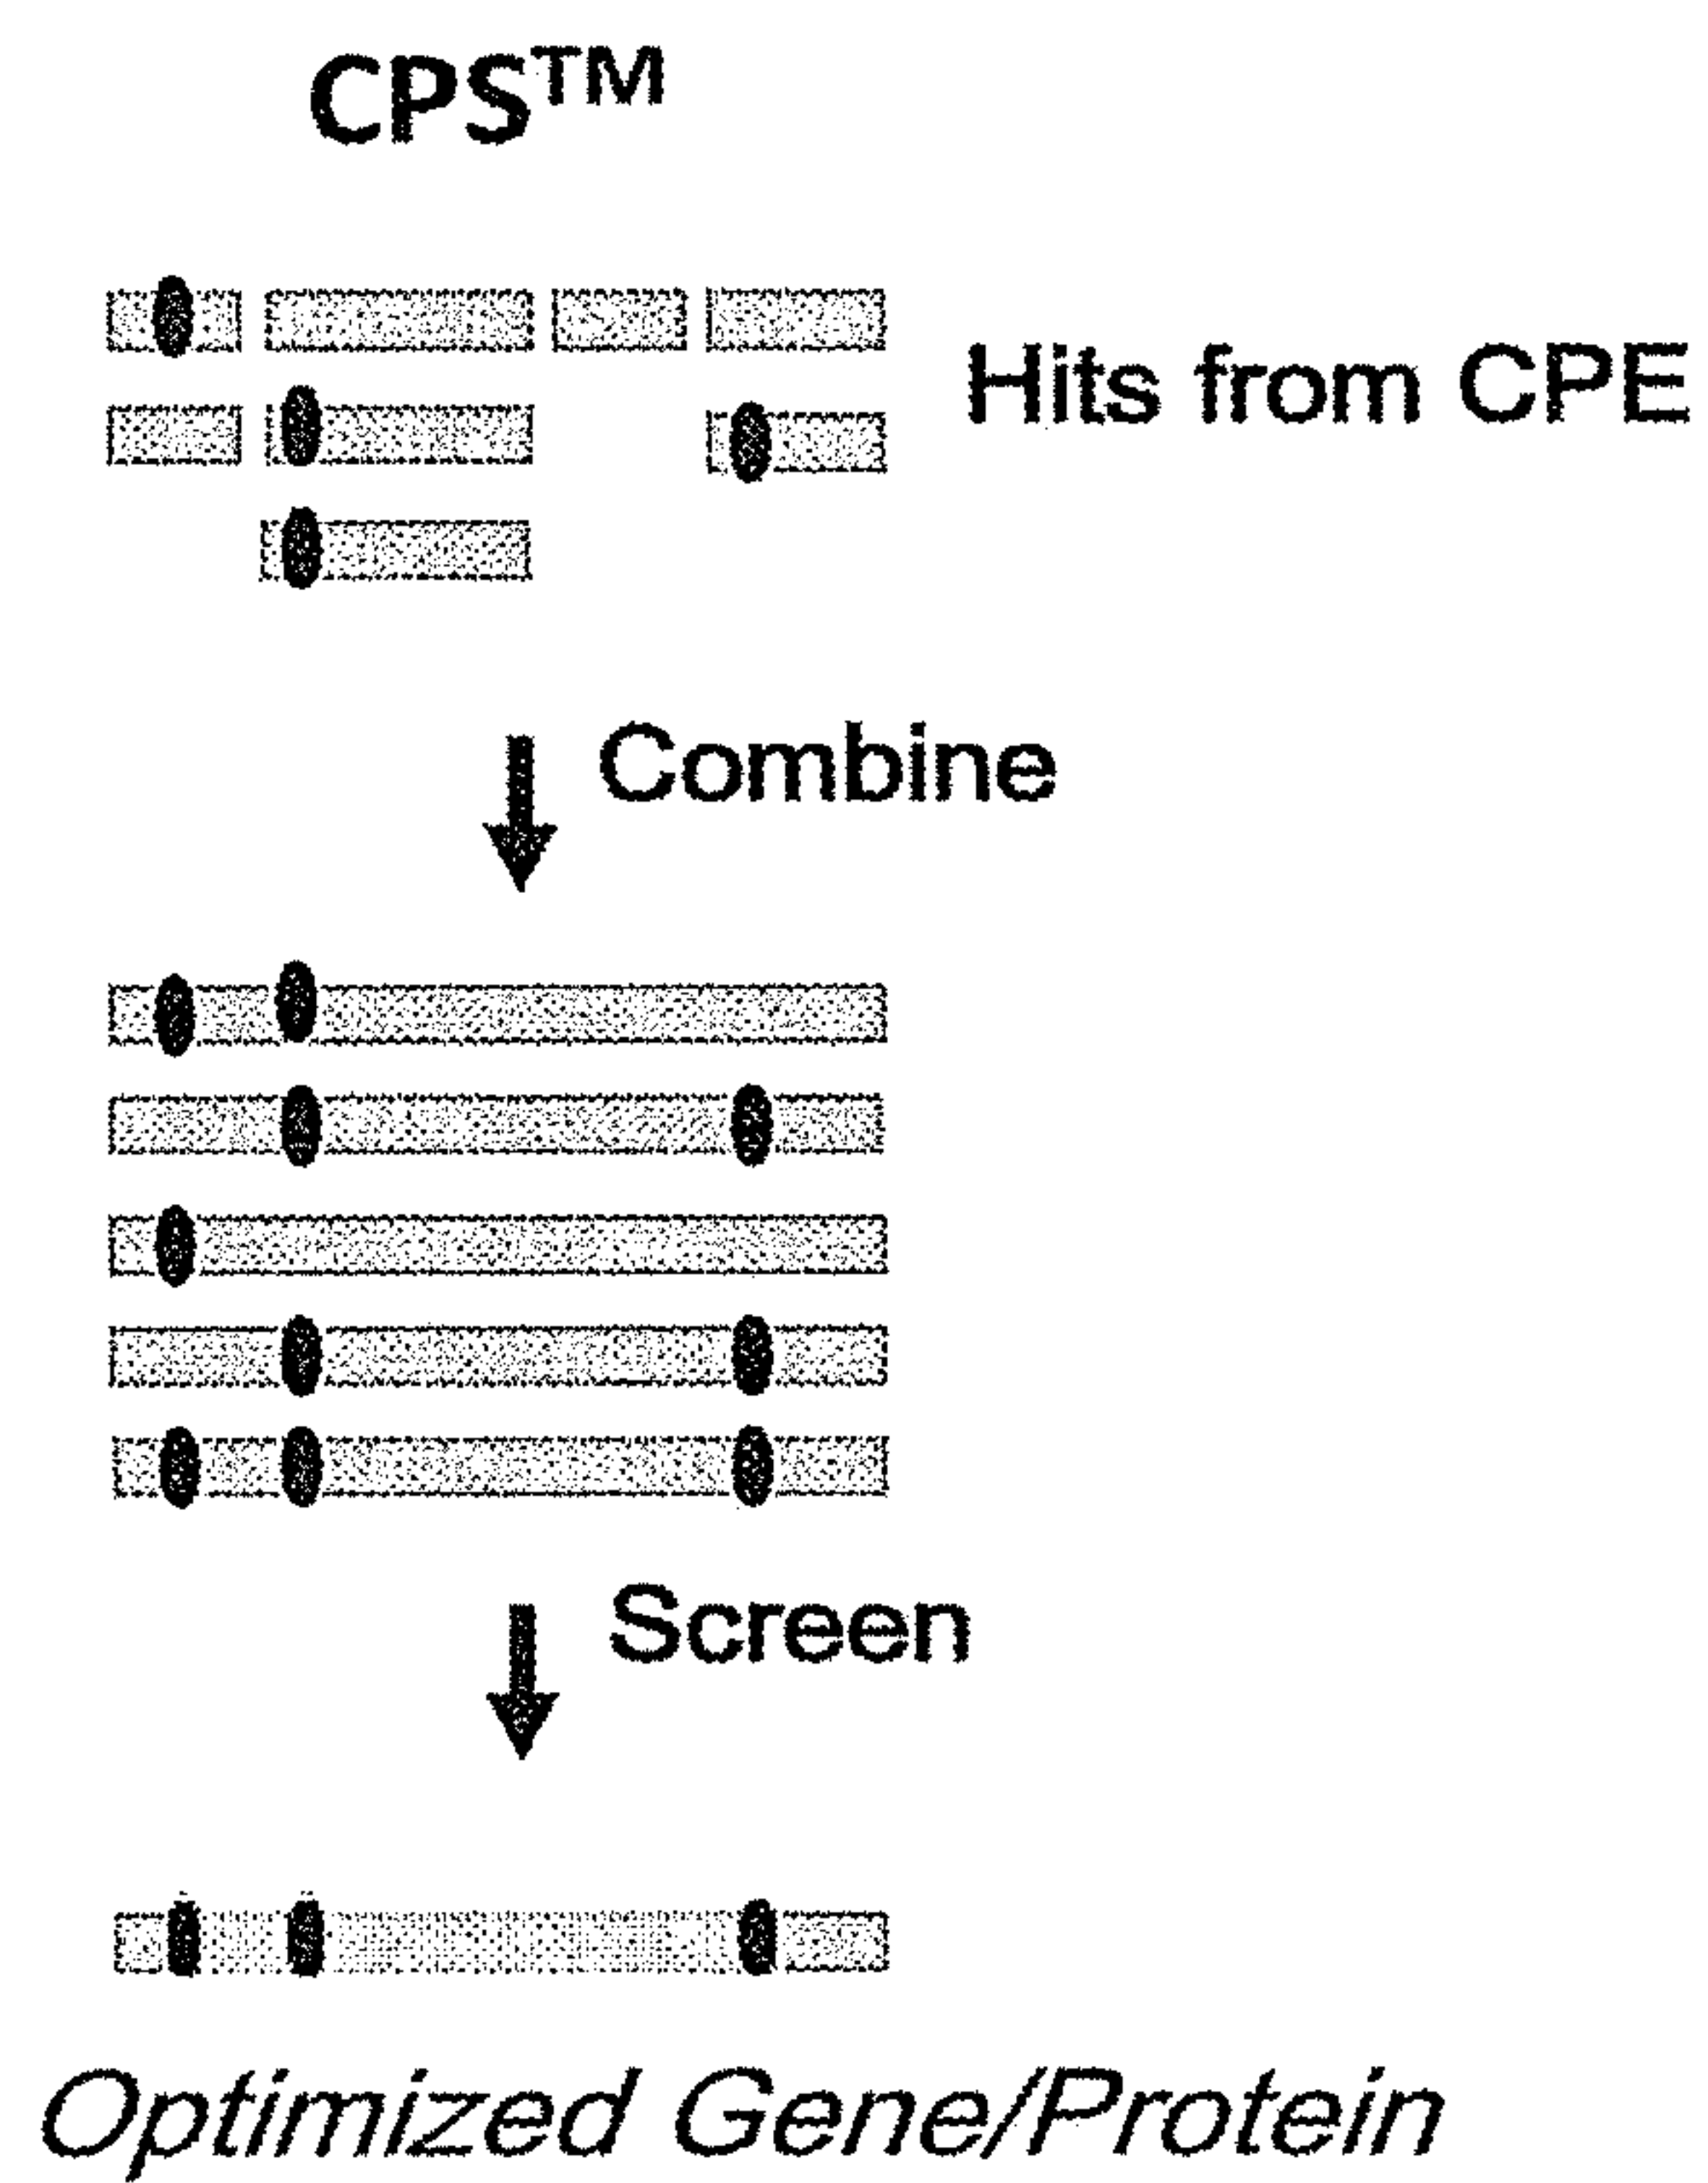 CPS™
Hits from CPE
Combine
Screen
Optimized Gene/Protein